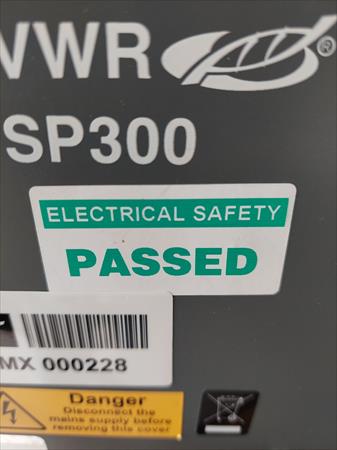 VWR
®
SP300
ELECTRICAL SAFETY
PASSED
MX 000228
Danger
Disconnect the
mains supply before
removing this cover